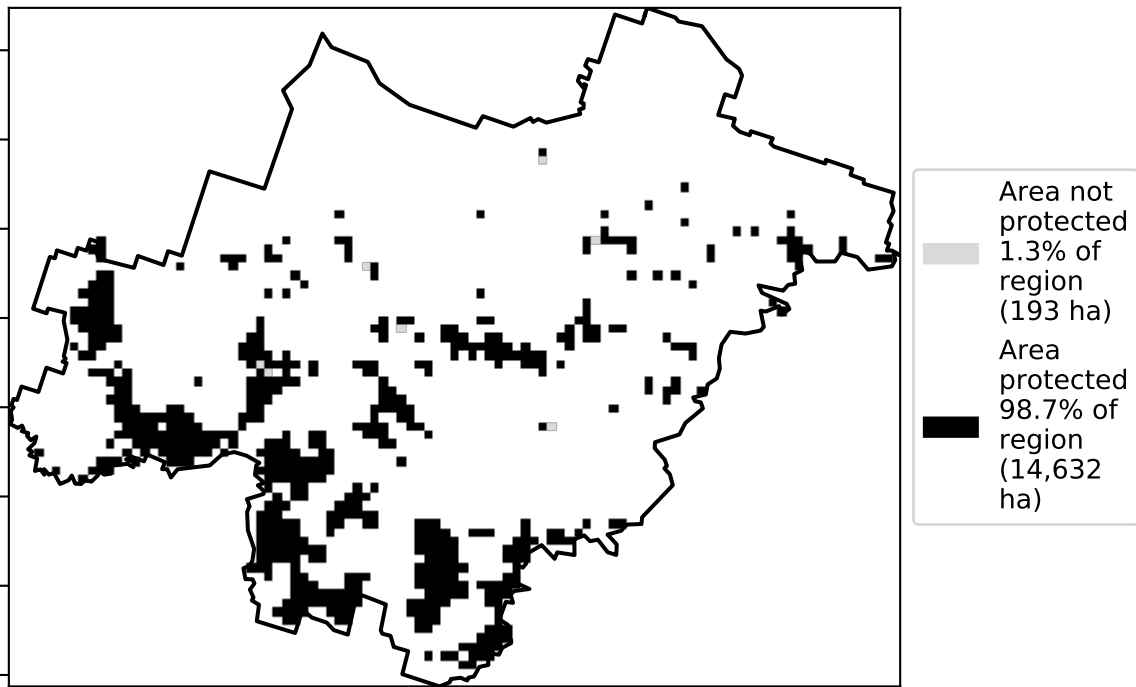 Area not
protected
1.3% of
region
(193 ha)
Area
protected
98.7% of
region
(14,632
ha)